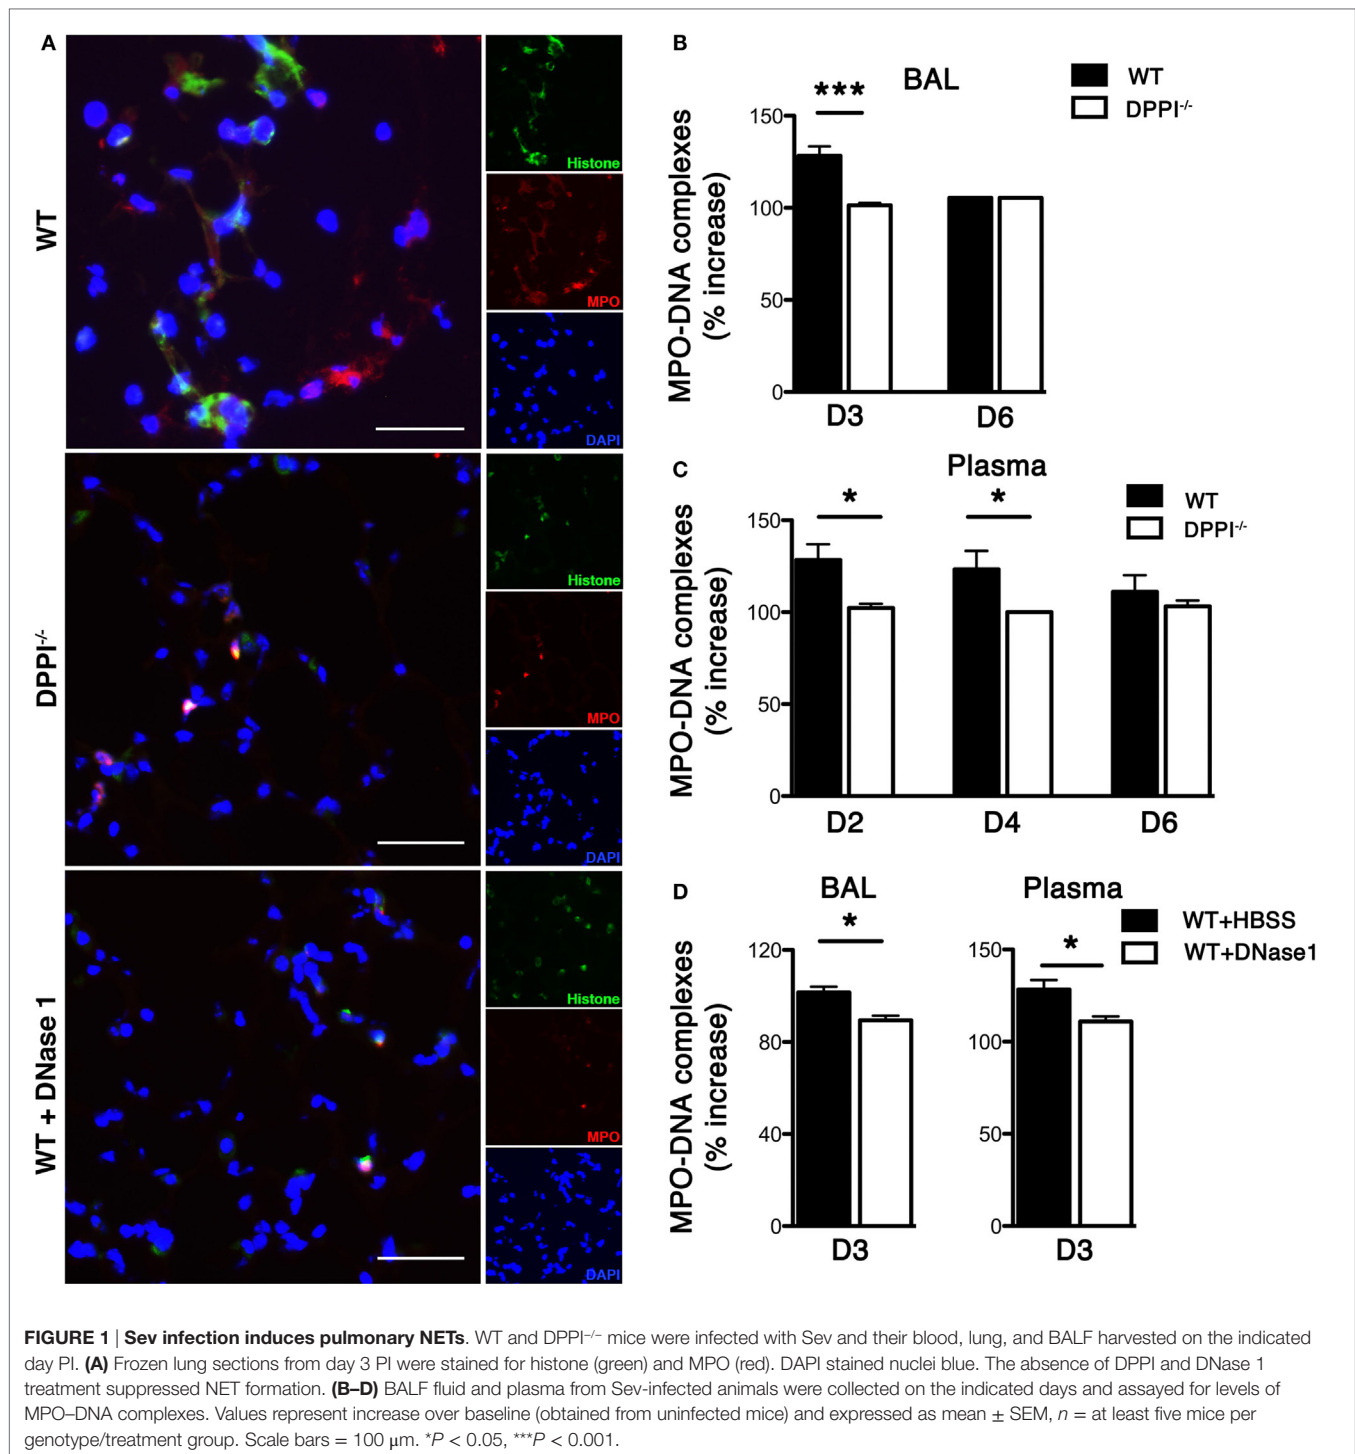 A
WT
Histone
MPO
DAPI
DPPI-/-
Histone
MPO
DAPI
WT + DNase 1
Histone
MPO
DAPI
B
BAL
WT
DPPI-/-
***
MPO-DNA complexes
(% increase)
150
100
50
0
D3
D6
C
Plasma
WT
DPPI-/-
*
*
MPO-DNA complexes
(% increase)
150
100
50
0
D2
D4
D6
D
BAL
Plasma
WT+HBSS
WT+DNase1
*
*
MPO-DNA complexes
(% increase)
120
80
40
0
D3
150
100
50
0
D3
FIGURE 1 | Sev infection induces pulmonary NETs. WT and DPPI−/− mice were infected with Sev and their blood, lung, and BALF harvested on the indicated
day PI. (A) Frozen lung sections from day 3 PI were stained for histone (green) and MPO (red). DAPI stained nuclei blue. The absence of DPPI and DNase 1
treatment suppressed NET formation. (B–D) BALF fluid and plasma from Sev-infected animals were collected on the indicated days and assayed for levels of
MPO–DNA complexes. Values represent increase over baseline (obtained from uninfected mice) and expressed as mean ± SEM, n = at least five mice per
genotype/treatment group. Scale bars = 100 μm. *P < 0.05, ***P < 0.001.